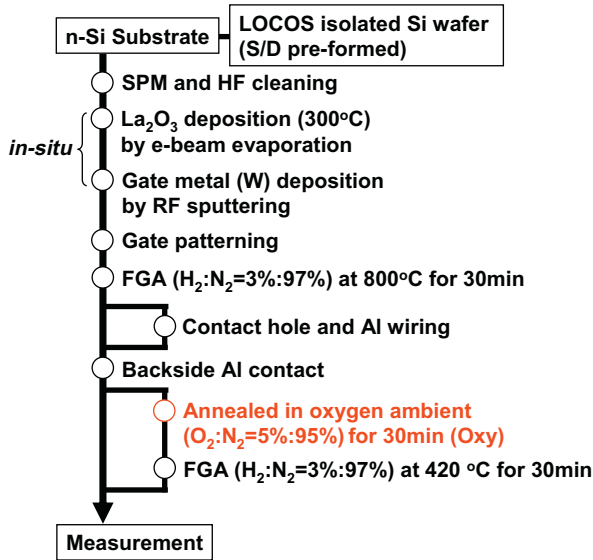 n-Si Substrate
LOCOS isolated Si wafer
(S/D pre-formed)
SPM and HF cleaning
La₂O₃ deposition (300°C)
by e-beam evaporation
in-situ
Gate metal (W) deposition
by RF sputtering
Gate patterning
FGA (H₂:N₂=3%:97%) at 800°C for 30min
Contact hole and Al wiring
Backside Al contact
Annealed in oxygen ambient
(O₂:N₂=5%:95%) for 30min (Oxy)
FGA (H₂:N₂=3%:97%) at 420 °C for 30min
Measurement